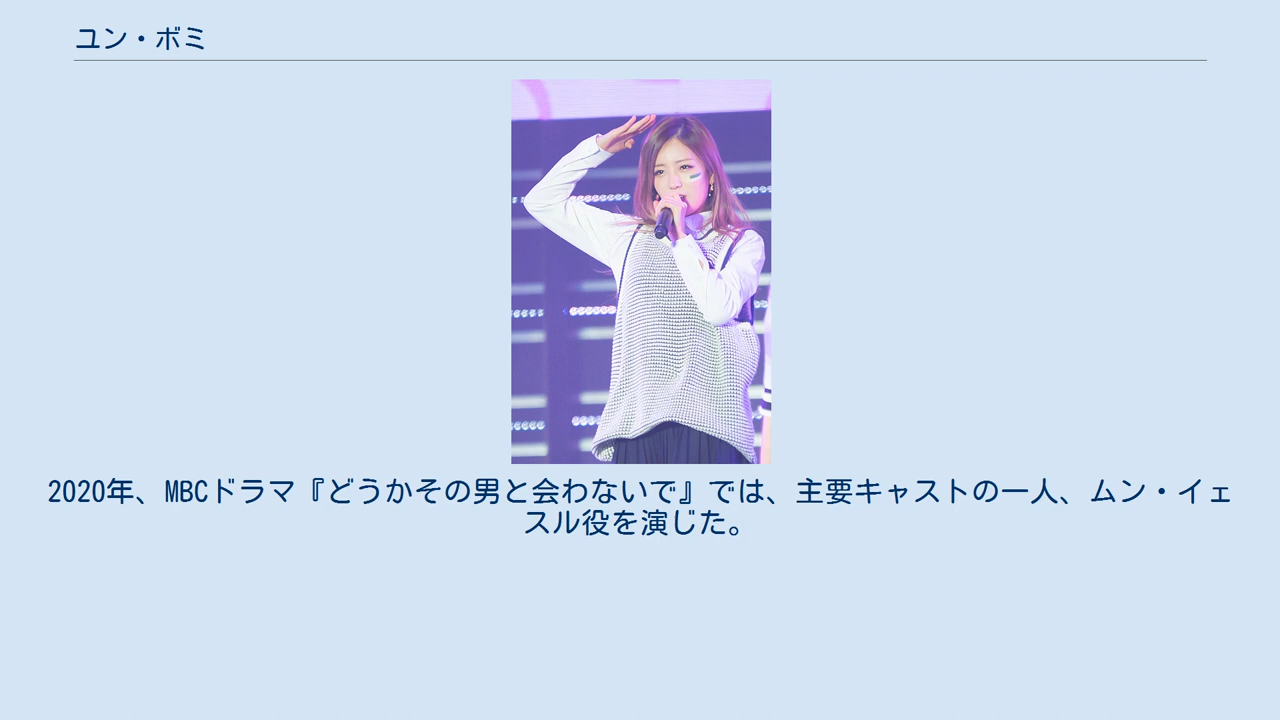 ユン・ボミ
2020年、MBCドラマ『どうかその男と会わないで』では、主要キャストの一人、ムン・イェ
スル役を演じた。